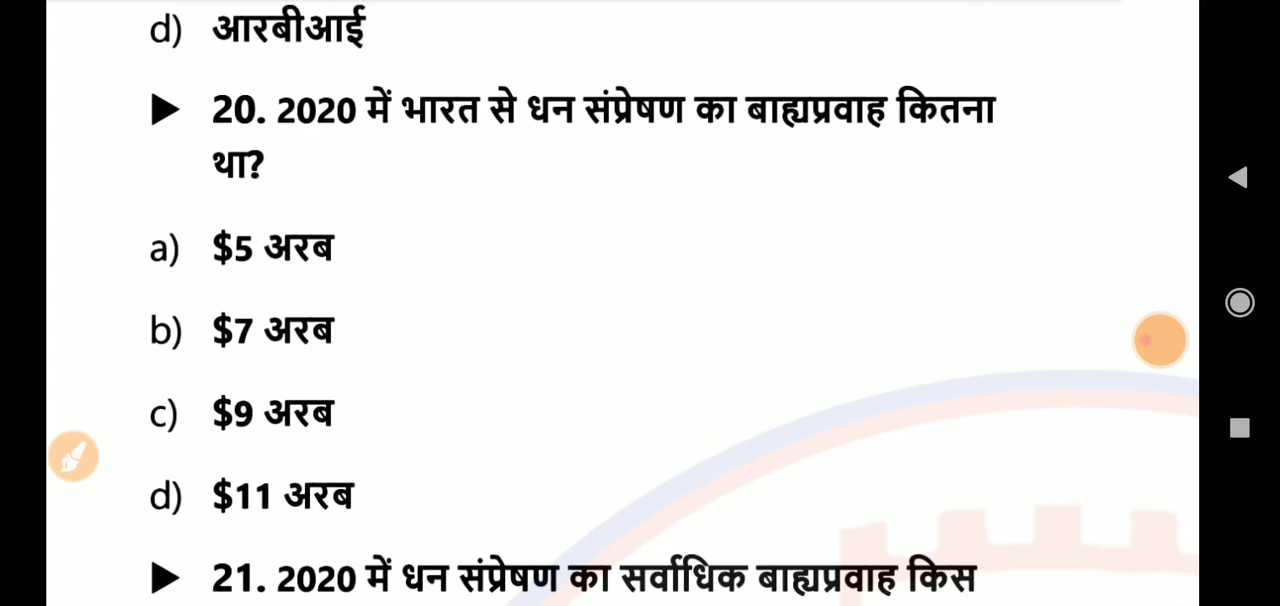 d) आरबीआई
▶ 20. 2020 में भारत से धन संप्रेषण का बाह्यप्रवाह कितना
था?
a) $5 अरब
b) $7 अरब
c) $9 अरब
d) $11 अरब
▶ 21. 2020 में धन संप्रेषण का सर्वाधिक बाह्यप्रवाह किस